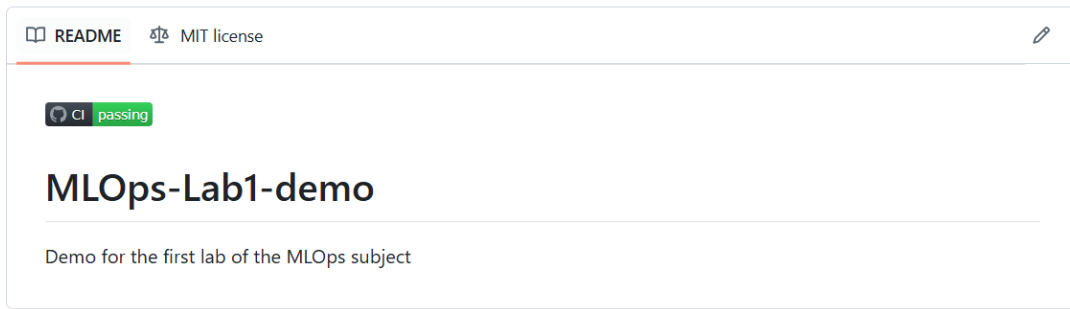 README MIT license
CI passing
MLOps-Lab1-demo
Demo for the first lab of the MLOps subject